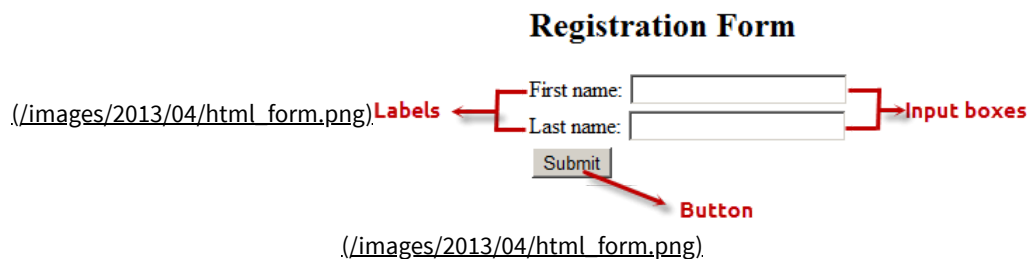 Registration Form
First name:
(/images/2013/04/html_form.png)Labels
Input boxes
Last name:
Submit
Button
(/images/2013/04/html_form.png)